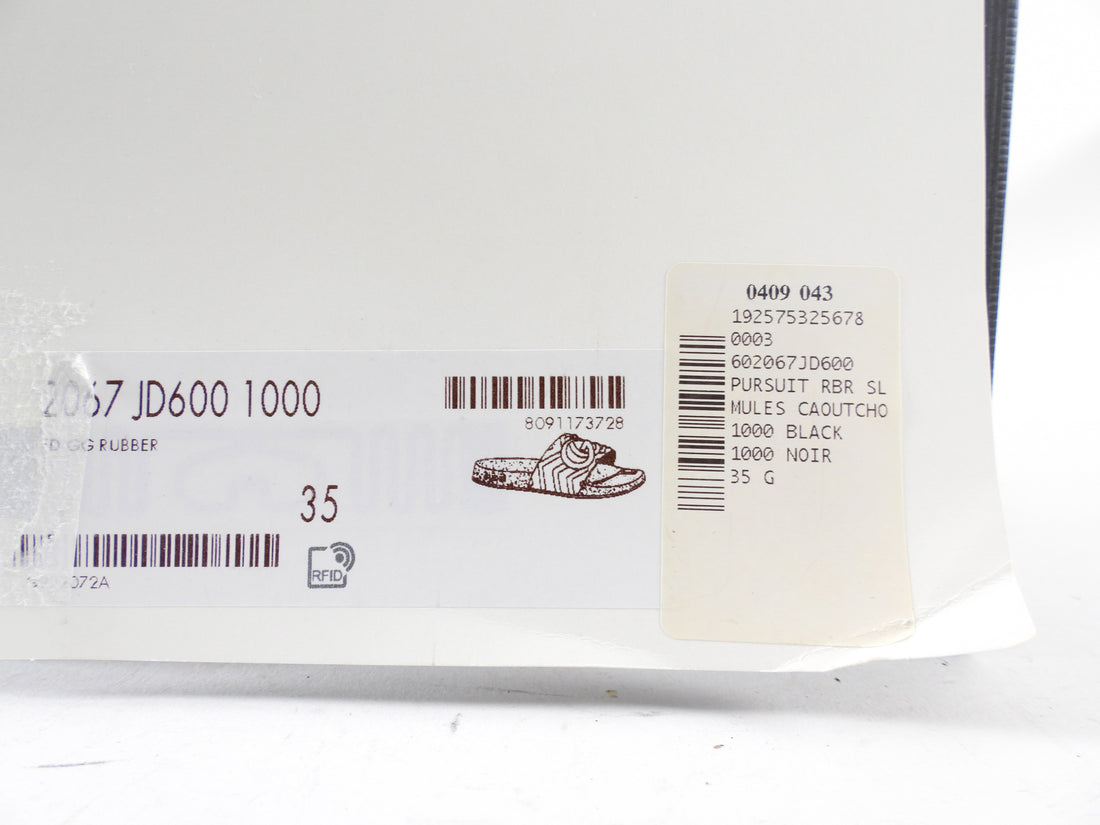 2067 JD600 1000
GG RUBBER
35
072A
RFID
8091173728
0409 043
192575325678
0003
602067JD600
PURSUIT RBR SL
MULES CAOUTCHO
1000 BLACK
1000 NOIR
35 G